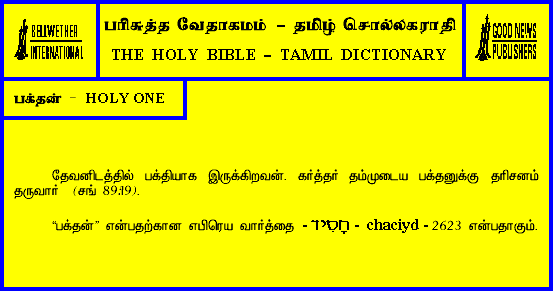 BELLWETHER
INTERNATIONAL
பரிசுத்த வேதாகமம் – தமிழ் சொல்லகராதி
THE HOLY BIBLE – TAMIL DICTIONARY
GOOD NEWS
PUBLISHERS
பக்தன் – HOLY ONE
தேவனிடத்தில் பக்தியாக இருக்கிறவன். கர்த்தர் தம்முடைய பக்தனுக்கு தரிசனம்
தருவார் (சங் 89:19).
“பக்தன்” என்பதற்கான எபிரெய வார்த்தை - חָסִיד - chaciyd - 2623 என்பதாகும்.